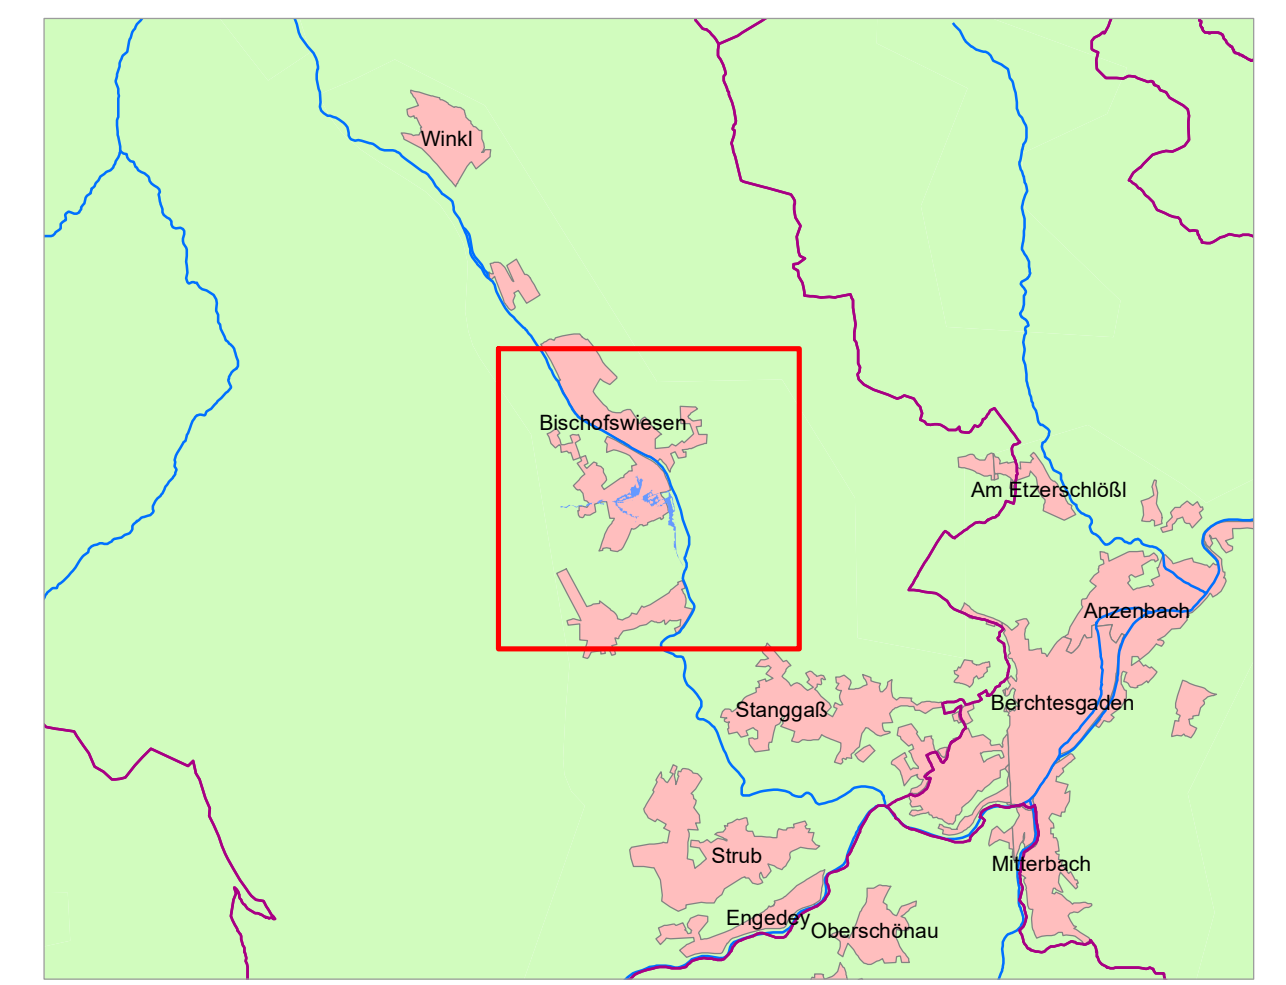 Winkl
Bischofswiesen
Am Etzerschlößl
Anzenbach
Berchtesgaden
Stanggaß
Strub
Mitterbach
Engedey
Oberschönau